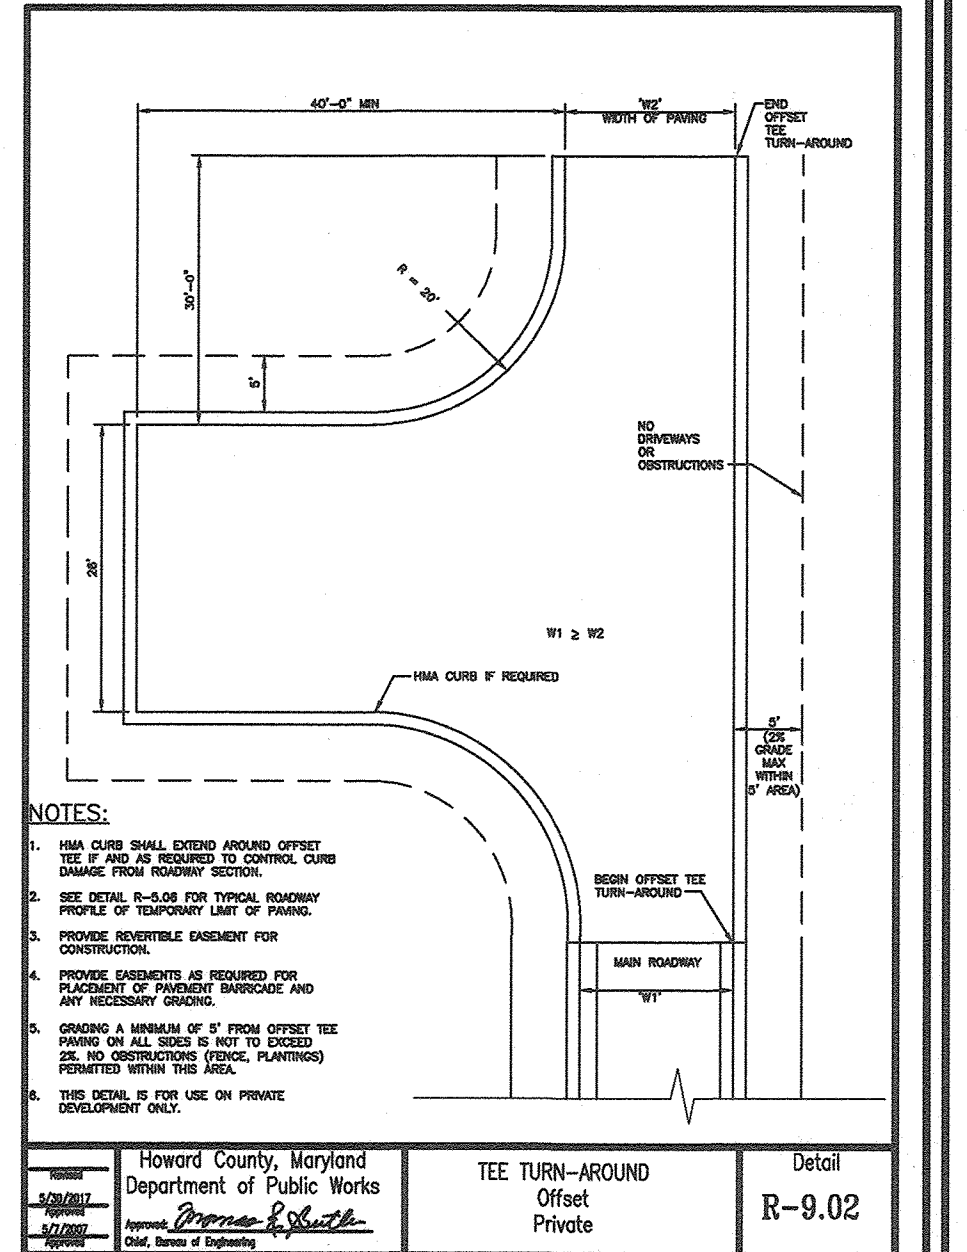 40'-0" MIN
'W2'
WIDTH OF PAVING
END
OFFSET
TEE
TURN-AROUND
30'-0"
R = 20'
5'
NO
DRIVEWAYS
OR
OBSTRUCTIONS
26'
W1 ≥ W2
HMA CURB IF REQUIRED
5'
(2%
GRADE
MAX
WITHIN
5' AREA)
BEGIN OFFSET TEE
TURN-AROUND
MAIN ROADWAY
'W1'
NOTES:
1. HMA CURB SHALL EXTEND AROUND OFFSET
TEE IF AND AS REQUIRED TO CONTROL CURB
DAMAGE FROM ROADWAY SECTION.
2. SEE DETAIL R-5.06 FOR TYPICAL ROADWAY
PROFILE OF TEMPORARY LIMIT OF PAVING.
3. PROVIDE REVERTIBLE EASEMENT FOR
CONSTRUCTION.
4. PROVIDE EASEMENTS AS REQUIRED FOR
PLACEMENT OF PAVEMENT BARRICADE AND
ANY NECESSARY GRADING.
5. GRADING A MINIMUM OF 5' FROM OFFSET TEE
PAVING ON ALL SIDES IS NOT TO EXCEED
2%. NO OBSTRUCTIONS (FENCE, PLANTINGS)
PERMITTED WITHIN THIS AREA.
6. THIS DETAIL IS FOR USE ON PRIVATE
DEVELOPMENT ONLY.
Revised
5/30/2017
Approved
5/7/2007
Approved
Howard County, Maryland
Department of Public Works
Approved: Thomas E. Butler
Chief, Bureau of Engineering
TEE TURN-AROUND
Offset
Private
Detail
R-9.02